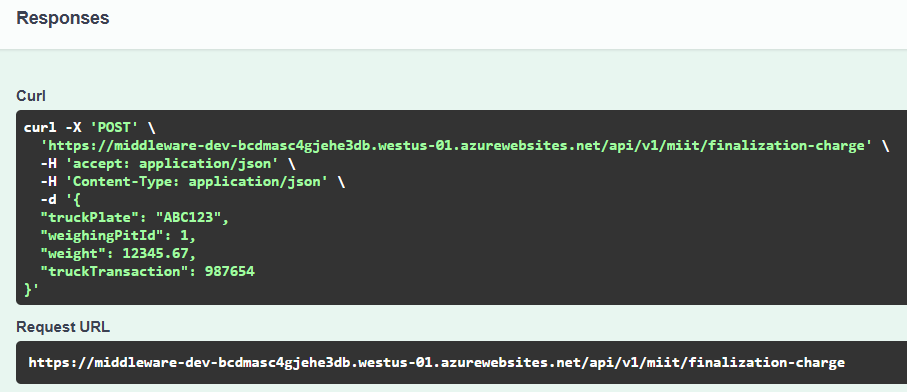 Responses
Curl
curl -X 'POST' \
'https://middleware-dev-bcdmasc4gjehe3db.westus-01.azurewebsites.net/api/v1/miit/finalization-charge' \
-H 'accept: application/json' \
-H 'Content-Type: application/json' \
-d '{
"truckPlate": "ABC123",
"weighingPitId": 1,
"weight": 12345.67,
"truckTransaction": 987654
}'
Request URL
https://middleware-dev-bcdmasc4gjehe3db.westus-01.azurewebsites.net/api/v1/miit/finalization-charge